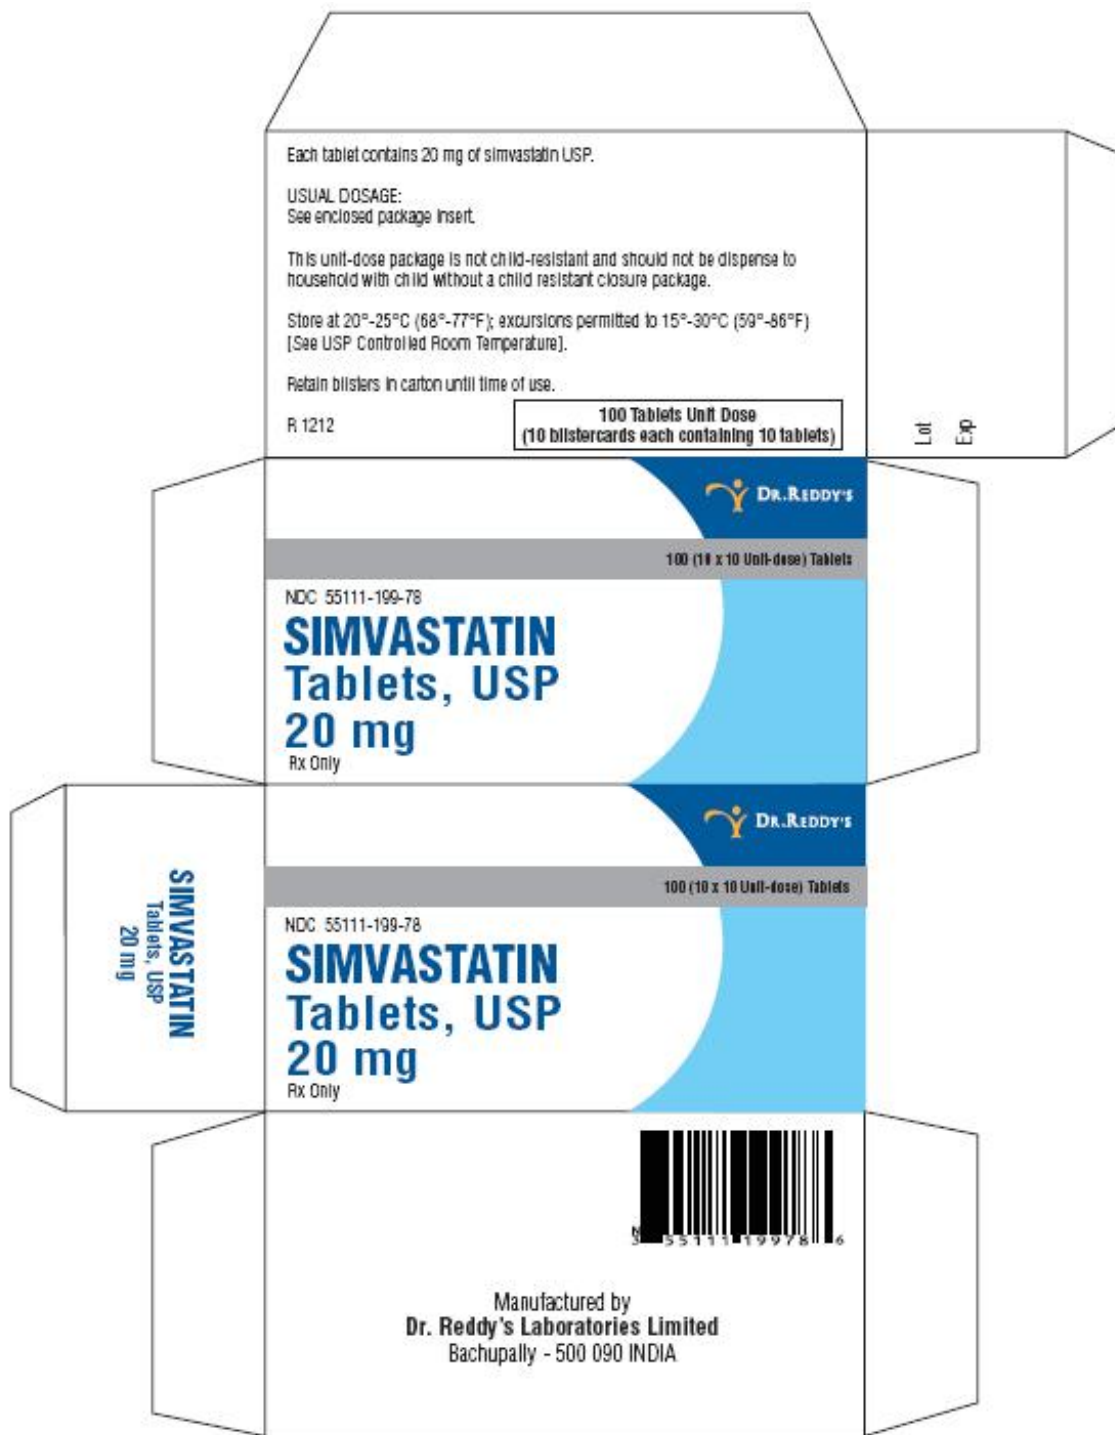 Each tablet contains 20 mg of simvastatin USP.
USUAL DOSAGE:
See enclosed package insert.
This unit-dose package is not child-resistant and should not be dispense to
household with child without a child resistant closure package.
Store at 20°-25°C (68°-77°F); excursions permitted to 15°-30°C (59°-86°F)
[See USP Controlled Room Temperature].
Retain blisters in carton until time of use.
R 1212
100 Tablets Unit Dose
(10 blistercards each containing 10 tablets)
Lot
Exp
DR.REDDY'S
100 (10 x 10 Unit-dose) Tablets
NDC 55111-199-78
SIMVASTATIN
Tablets, USP
20 mg
Rx Only
SIMVASTATIN
Tablets, USP
20 mg
DR.REDDY'S
100 (10 x 10 Unit-dose) Tablets
NDC 55111-199-78
SIMVASTATIN
Tablets, USP
20 mg
Rx Only
N
3 55111 19978 6
Manufactured by
Dr. Reddy's Laboratories Limited
Bachupally - 500 090 INDIA